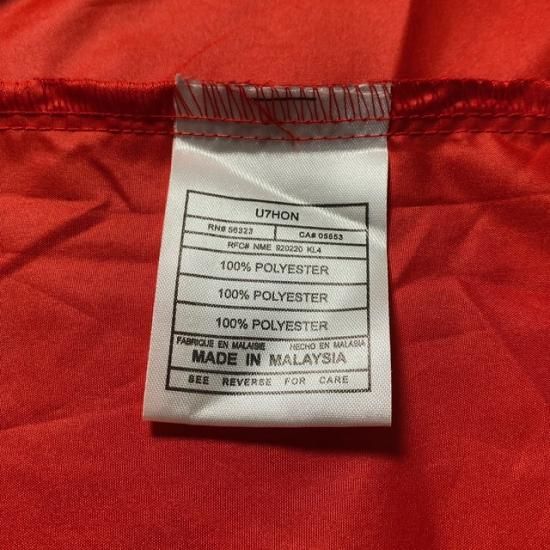 U7HON
RN# 56323 CA# 05553
RFC# NME 920220 KL4
100% POLYESTER
100% POLYESTER
100% POLYESTER
FABRIQUE EN MALAISIE HECHO EN MALASIA
MADE IN MALAYSIA
SEE REVERSE FOR CARE